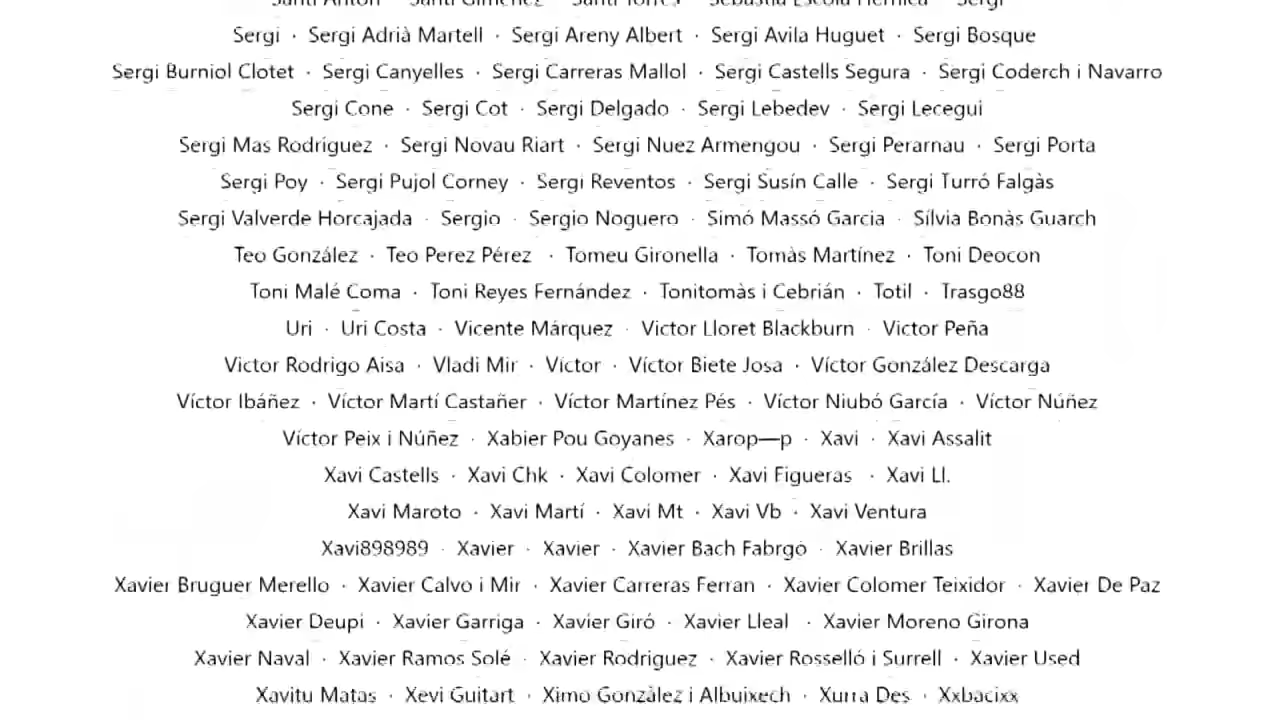 Santi Anton · Santi Giménez · Santi Torres · Sebastià Escolà Hernica · Sergi
Sergi · Sergi Adrià Martell · Sergi Areny Albert · Sergi Avila Huguet · Sergi Bosque
Sergi Burniol Clotet · Sergi Canyelles · Sergi Carreras Mallol · Sergi Castells Segura · Sergi Coderch i Navarro
Sergi Cone · Sergi Cot · Sergi Delgado · Sergi Lebedev · Sergi Lecegui
Sergi Mas Rodríguez · Sergi Novau Riart · Sergi Nuez Armengou · Sergi Perarnau · Sergi Porta
Sergi Poy · Sergi Pujol Corney · Sergi Reventos · Sergi Susín Calle · Sergi Turró Falgàs
Sergi Valverde Horcajada · Sergio · Sergio Noguero · Simó Massó Garcia · Sílvia Bonàs Guarch
Teo González · Teo Perez Pérez · Tomeu Gironella · Tomàs Martínez · Toni Deocon
Toni Malé Coma · Toni Reyes Fernández · Tonitomàs i Cebrián · Totil · Trasgo88
Uri · Uri Costa · Vicente Márquez · Victor Lloret Blackburn · Victor Peña
Victor Rodrigo Aisa · Vladi Mir · Víctor · Víctor Biete Josa · Víctor González Descarga
Víctor Ibáñez · Víctor Martí Castañer · Víctor Martínez Pés · Víctor Niubó García · Víctor Núñez
Víctor Peix i Núñez · Xabier Pou Goyanes · Xarop—p · Xavi · Xavi Assalit
Xavi Castells · Xavi Chk · Xavi Colomer · Xavi Figueras · Xavi Ll.
Xavi Maroto · Xavi Martí · Xavi Mt · Xavi Vb · Xavi Ventura
Xavi898989 · Xavier · Xavier · Xavier Bach Fabrgo · Xavier Brillas
Xavier Bruguer Merello · Xavier Calvo i Mir · Xavier Carreras Ferran · Xavier Colomer Teixidor · Xavier De Paz
Xavier Deupi · Xavier Garriga · Xavier Giró · Xavier Lleal · Xavier Moreno Girona
Xavier Naval · Xavier Ramos Solé · Xavier Rodriguez · Xavier Rosselló i Surrell · Xavier Used
Xavitu Matas · Xevi Guitart · Ximo Gonzàlez i Albuixech · Xurra Des · Xxbacixx